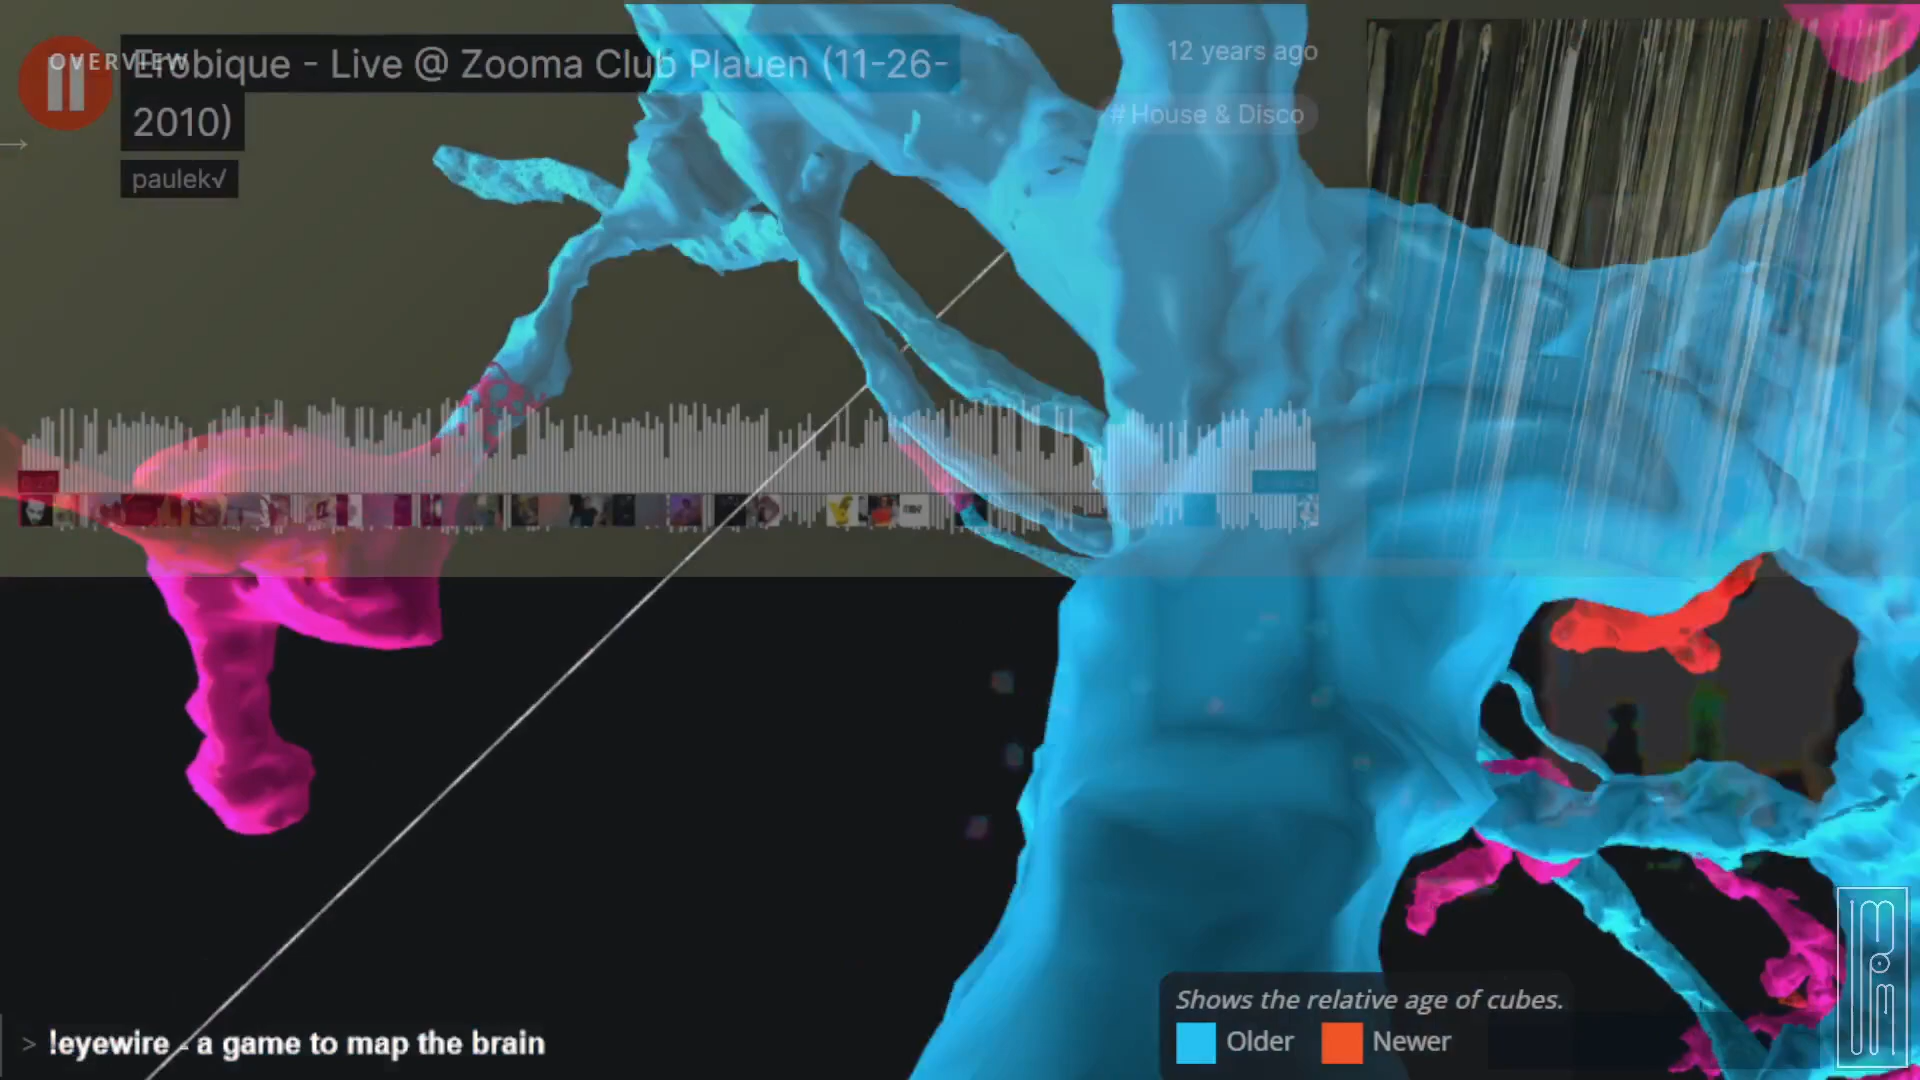 OVERVIEW
Erobique - Live @ Zooma Club Plauen (11-26-
2010)
paulek√
12 years ago
# House & Disco
Shows the relative age of cubes.
Older
Newer
> !eyewire - a game to map the brain